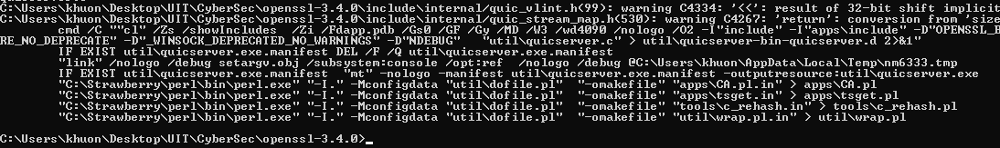 C:\Users\khuon\Desktop\UIT\CyberSec\openssl-3.4.0\include\internal/quic_vlint.h(99): warning C4334: '<<': result of 32-bit shift implicit
C:\Users\khuon\Desktop\UIT\CyberSec\openssl-3.4.0\include\internal/quic_stream_map.h(530): warning C4267: 'return': conversion from 'size
cmd /C ""cl" /Zs /showIncludes /Zi /Fdapp.pdb /Gs0 /GF /Gy /MD /W3 /wd4090 /nologo /O2 -I"include" -I"apps\include" -D"OPENSSL_B
RE_NO_DEPRECATE" -D"_WINSOCK_DEPRECATED_NO_WARNINGS" -D"NDEBUG" "util\quicserver.c" > util\quicserver-bin-quicserver.d 2>&1"
IF EXIST util\quicserver.exe.manifest DEL /F /Q util\quicserver.exe.manifest
"link" /nologo /debug setargv.obj /subsystem:console /opt:ref /nologo /debug @C:\Users\khuon\AppData\Local\Temp\nm6333.tmp
IF EXIST util\quicserver.exe.manifest "mt" -nologo -manifest util\quicserver.exe.manifest -outputresource:util\quicserver.exe
"C:\Strawberry\perl\bin\perl.exe" "-I." -Mconfigdata "util\dofile.pl" "-omakefile" "apps\CA.pl.in" > apps\CA.pl
"C:\Strawberry\perl\bin\perl.exe" "-I." -Mconfigdata "util\dofile.pl" "-omakefile" "apps\tsget.in" > apps\tsget.pl
"C:\Strawberry\perl\bin\perl.exe" "-I." -Mconfigdata "util\dofile.pl" "-omakefile" "tools\c_rehash.in" > tools\c_rehash.pl
"C:\Strawberry\perl\bin\perl.exe" "-I." -Mconfigdata "util\dofile.pl" "-omakefile" "util\wrap.pl.in" > util\wrap.pl
C:\Users\khuon\Desktop\UIT\CyberSec\openssl-3.4.0>_